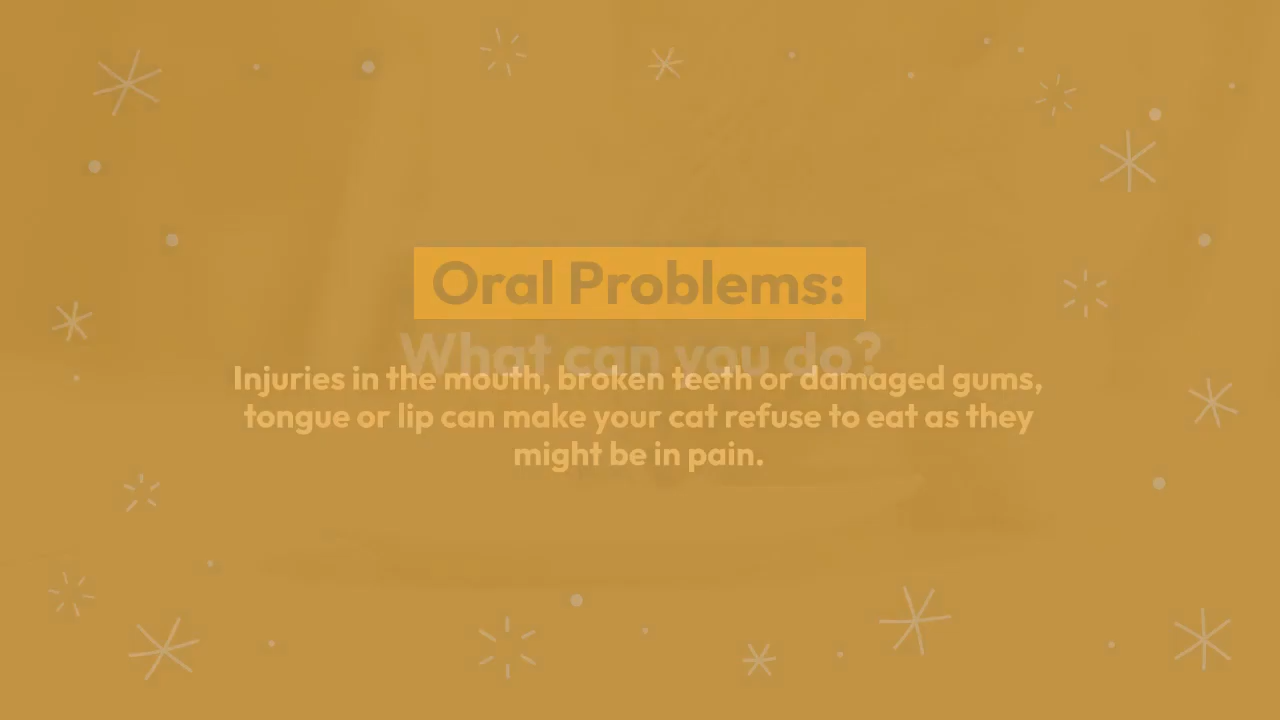 Oral Problems:
What can you do?
Injuries in the mouth, broken teeth or damaged gums,
tongue or lip can make your cat refuse to eat as they
might be in pain.